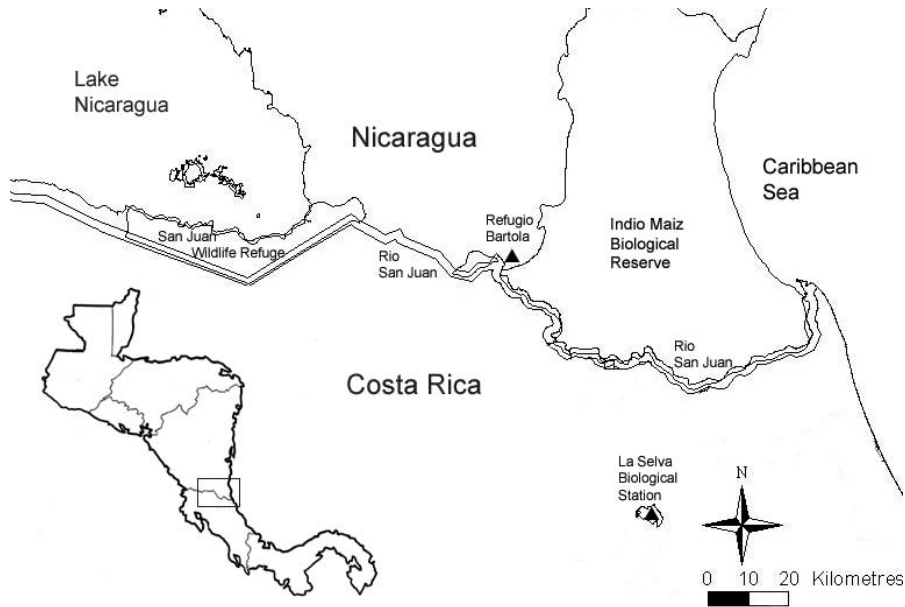 Lake
Nicaragua
Nicaragua
Caribbean
Sea
Refugio
Bartola
Indio Maiz
Biological
Reserve
San Juan
Wildlife Refuge
Rio
San Juan
Rio
San Juan
Costa Rica
La Selva
Biological
Station
N
0 10 20 Kilometres